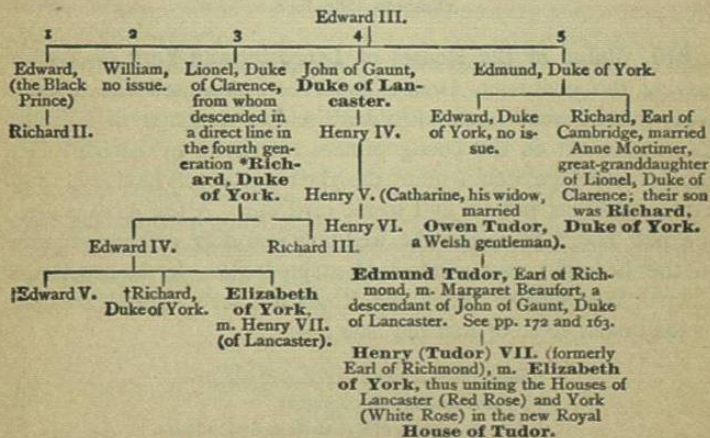 Edward III.
1 2 3 4 5
Edward,
(the Black
Prince)
Richard II.
William,
no issue.
Lionel, Duke
of Clarence,
from whom
descended in
a direct line in
the fourth gen-
eration *Rich-
ard, Duke
of York.
John of Gaunt,
Duke of Lan-
caster.
Henry IV.
Henry V. (Catharine, his widow,
married
Owen Tudor,
a Welsh gentleman).
Henry VI.
Edmund, Duke of York.
Edward, Duke
of York, no is-
sue.
Richard, Earl of
Cambridge, married
Anne Mortimer,
great-granddaughter
of Lionel, Duke of
Clarence; their son
was Richard,
Duke of York.
Edward IV.
Richard III.
†Edward V.
†Richard,
Duke of York.
Elizabeth
of York,
m. Henry VII.
(of Lancaster).
Edmund Tudor, Earl of Rich-
mond, m. Margaret Beaufort, a
descendant of John of Gaunt, Duke
of Lancaster. See pp. 172 and 163.
Henry (Tudor) VII. (formerly
Earl of Richmond), m. Elizabeth
of York, thus uniting the Houses of
Lancaster (Red Rose) and York
(White Rose) in the new Royal
House of Tudor.